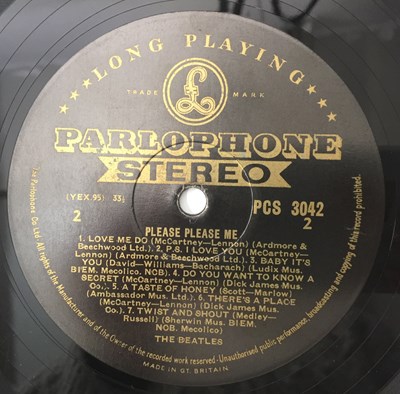 LONG PLAYING
TRADE MARK
£
PARLOPHONE
STEREO
(YEX.95) 33⅓
2
PCS 3042
2
PLEASE PLEASE ME
1. LOVE ME DO (McCartney—Lennon) (Ardmore &
Beechwood Ltd.) 2. P.S. I LOVE YOU (McCartney—
Lennon) (Ardmore & Beechwood Ltd.) 3. BABY IT'S
YOU (David—Williams—Bacharach) (Ludix Mus.
BIEM. Mecolico. NOB.) 4. DO YOU WANT TO KNOW A
SECRET (McCartney—Lennon) (Dick James Mus.
Co.) 5. A TASTE OF HONEY (Scott—Marlow)
(Ambassador Mus. Ltd.) 6. THERE'S A PLACE
(McCartney—Lennon) (Dick James Mus.
Co.) 7. TWIST AND SHOUT (Medley—
Russell) (Sherwin Mus. BIEM.
NOB. Mecolico)
THE BEATLES
The Parlophone Co. Ltd. All rights of the Manufacturer and of the Owner of the recorded work reserved · Unauthorised public performance, broadcasting and copying of this record prohibited.
MADE IN GT. BRITAIN